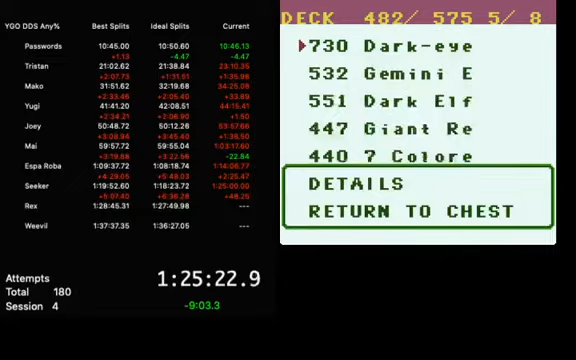 YGO DDS Any% Best Splits Ideal Splits Current
Passwords 10:45.00 10:50.60 10:46.13
+1.13 -4.47 -4.47
Tristan 21:02.62 21:38.84 23:10.35
+2:07.73 +1:31.51 +1:35.98
Mako 31:51.62 32:19.68 34:25.08
+2:33.46 +2:05.40 +33.89
Yugi 41:41.20 42:08.51 44:15.41
+2:34.21 +2:06.90 +1.50
Joey 50:48.72 50:12.26 53:57.66
+3:08.94 +3:45.40 +1:38.50
Mai 59:57.72 59:55.04 1:03:17.60
+3:19.88 +3:22.56 -22.84
Espa Roba 1:09:37.72 1:08:18.74 1:14:06.77
+4:29.05 +5:48.03 +2:25.47
Seeker 1:19:52.60 1:18:23.72 1:25:00.00
+5:07.40 +6:36.28 +48.25
Rex 1:28:45.31 1:27:49.98 ---
Weevil 1:37:37.35 1:36:27.05 ---
Attempts
Total 180
Session 4
1:25:22.9
-9:03.3
DECK 482/ 575 5/ 8
730 Dark-eye
532 Gemini E
551 Dark Elf
447 Giant Re
440 7 Colore
DETAILS
RETURN TO CHEST